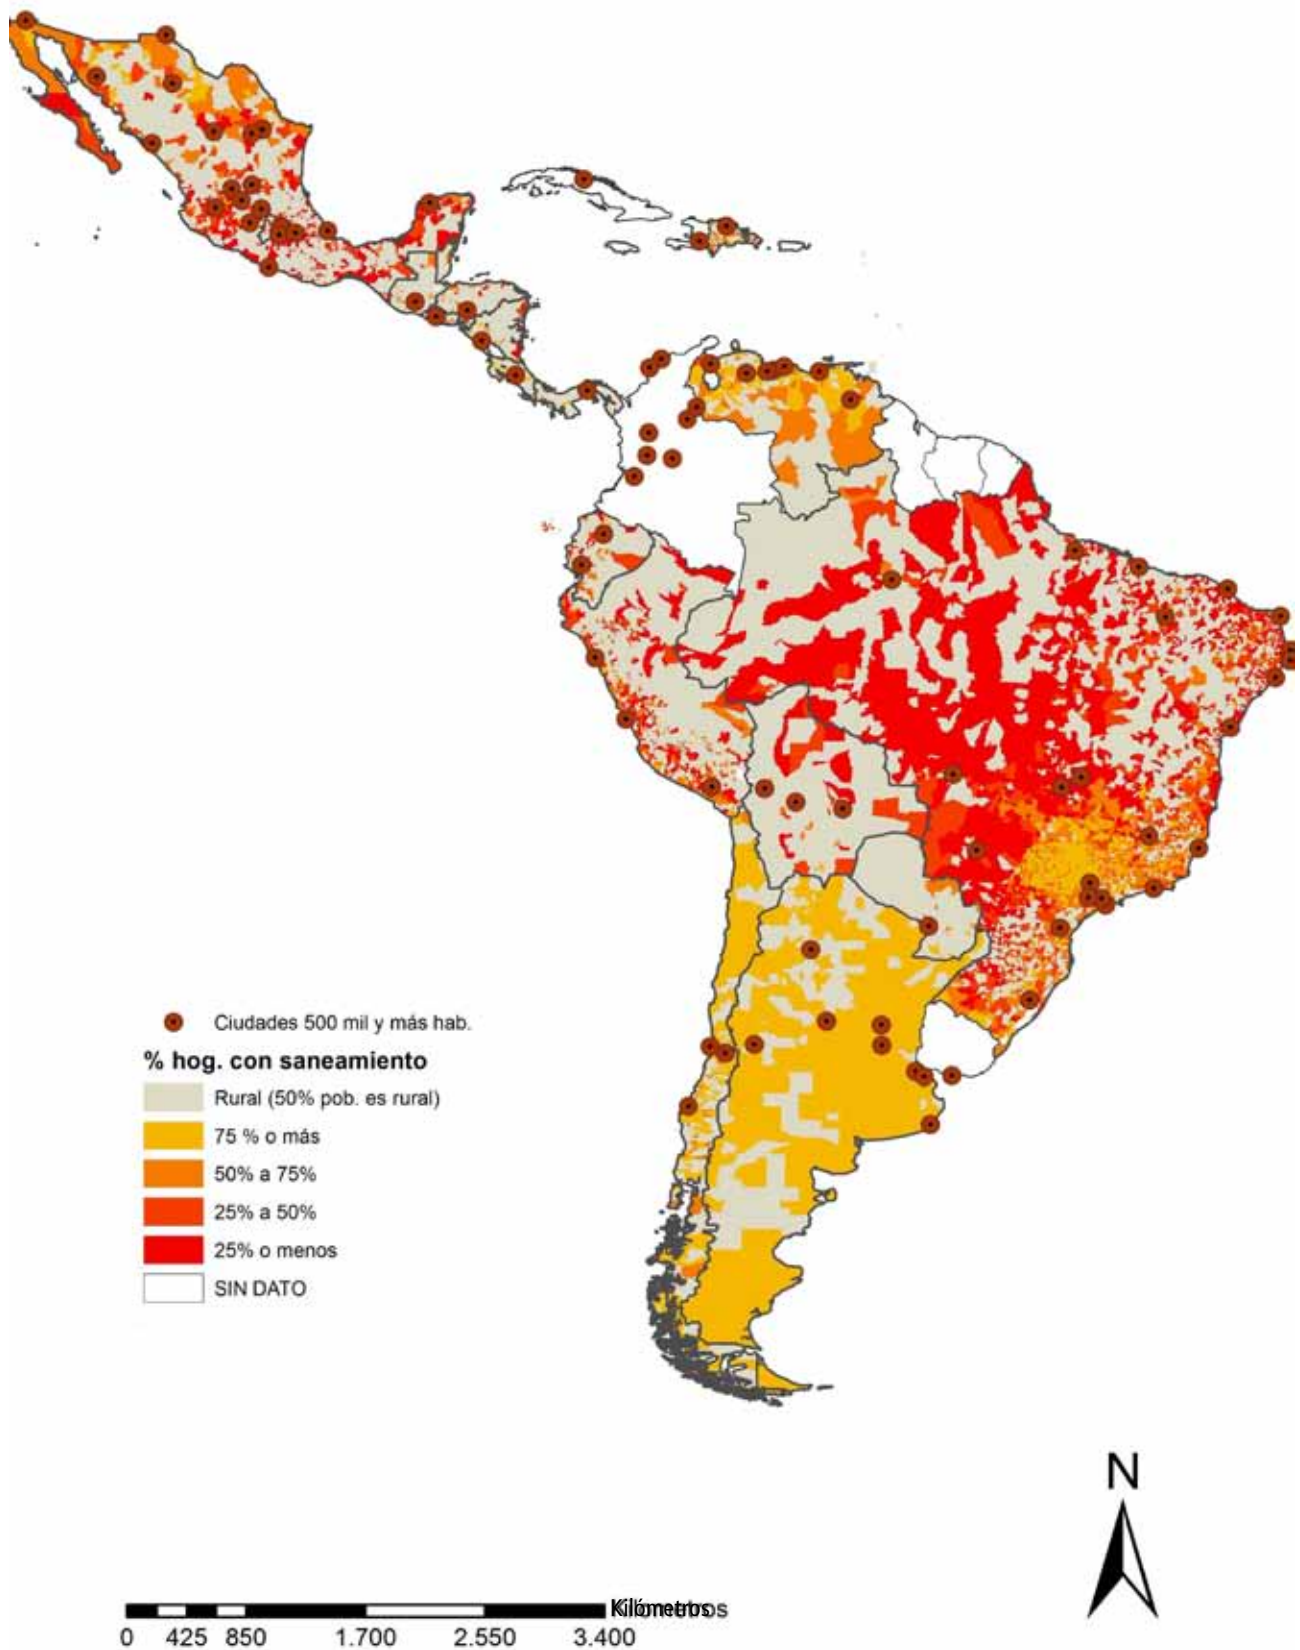 Ciudades 500 mil y más hab.
% hog. con saneamiento
Rural (50% pob. es rural)
75 % o más
50% a 75%
25% a 50%
25% o menos
SIN DATO
N
Kilómetros
0 425 850 1.700 2.550 3.400